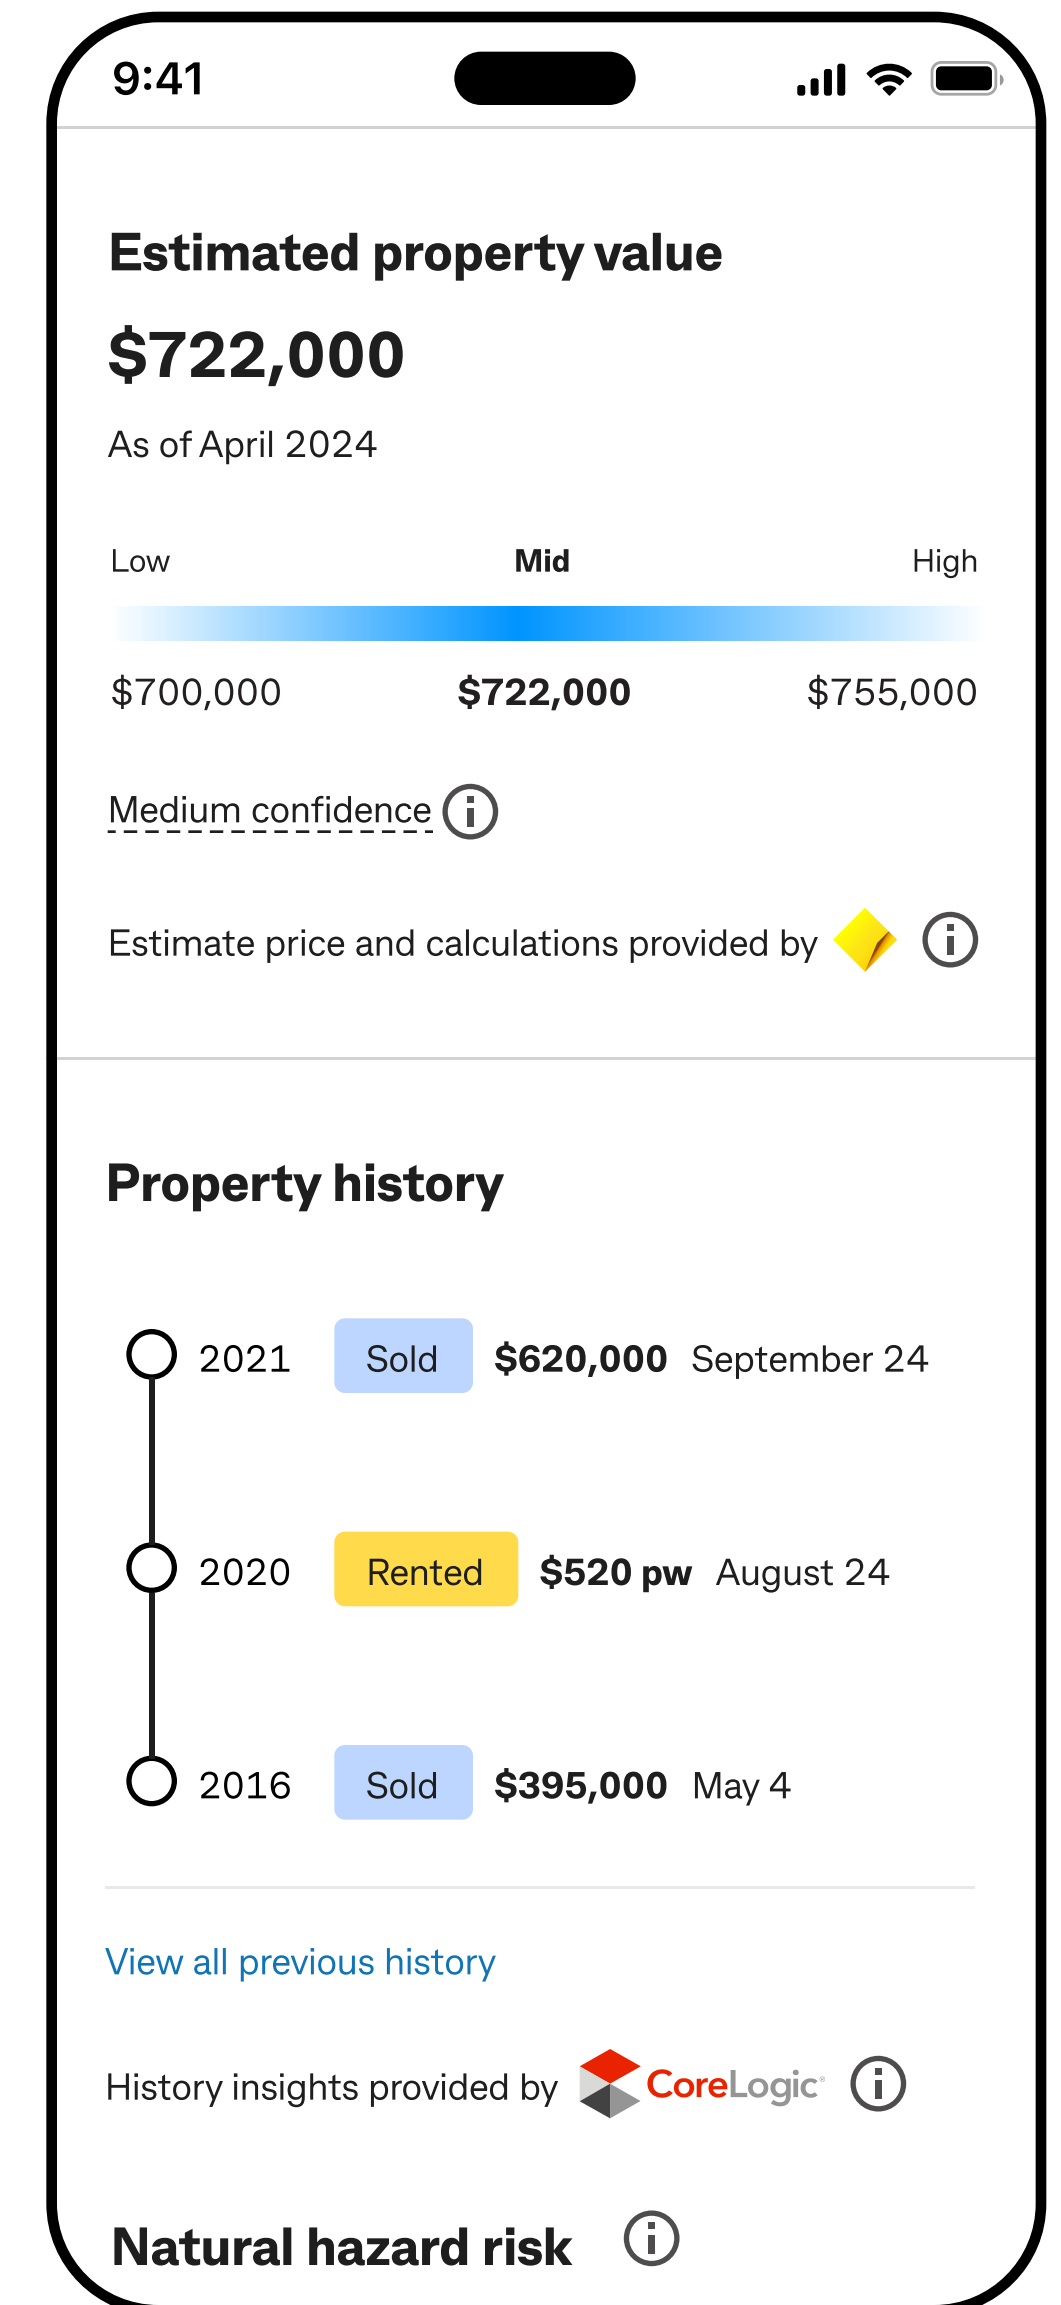 9:41
Estimated property value
$722,000
As of April 2024
Low Mid High
$700,000 $722,000 $755,000
Medium confidence
Estimate price and calculations provided by
Property history
2021 Sold $620,000 September 24
2020 Rented $520 pw August 24
2016 Sold $395,000 May 4
View all previous history
History insights provided by CoreLogic®
Natural hazard risk